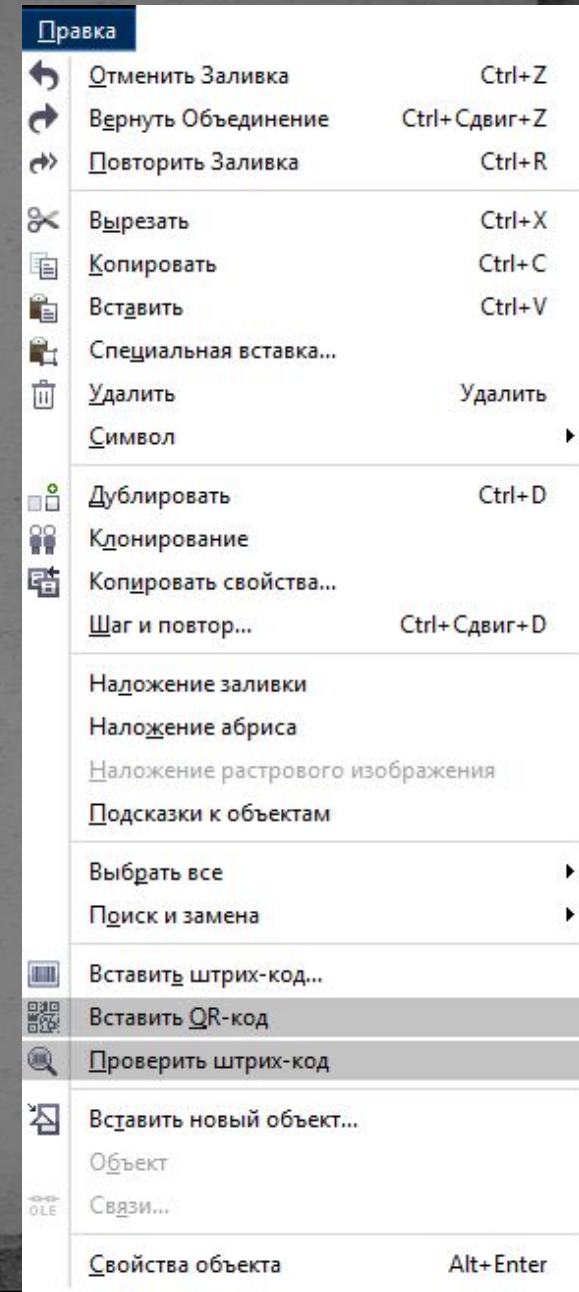 Правка
Отменить Заливка Ctrl+Z
Вернуть Объединение Ctrl+Сдвиг+Z
Повторить Заливка Ctrl+R
Вырезать Ctrl+X
Копировать Ctrl+C
Вставить Ctrl+V
Специальная вставка...
Удалить Удалить
Символ
Дублировать Ctrl+D
Клонирование
Копировать свойства...
Шаг и повтор... Ctrl+Сдвиг+D
Наложение заливки
Наложение абриса
Наложение растрового изображения
Подсказки к объектам
Выбрать все
Поиск и замена
Вставить штрих-код...
Вставить QR-код
Проверить штрих-код
Вставить новый объект...
Объект
OLE Связи...
Свойства объекта Alt+Enter